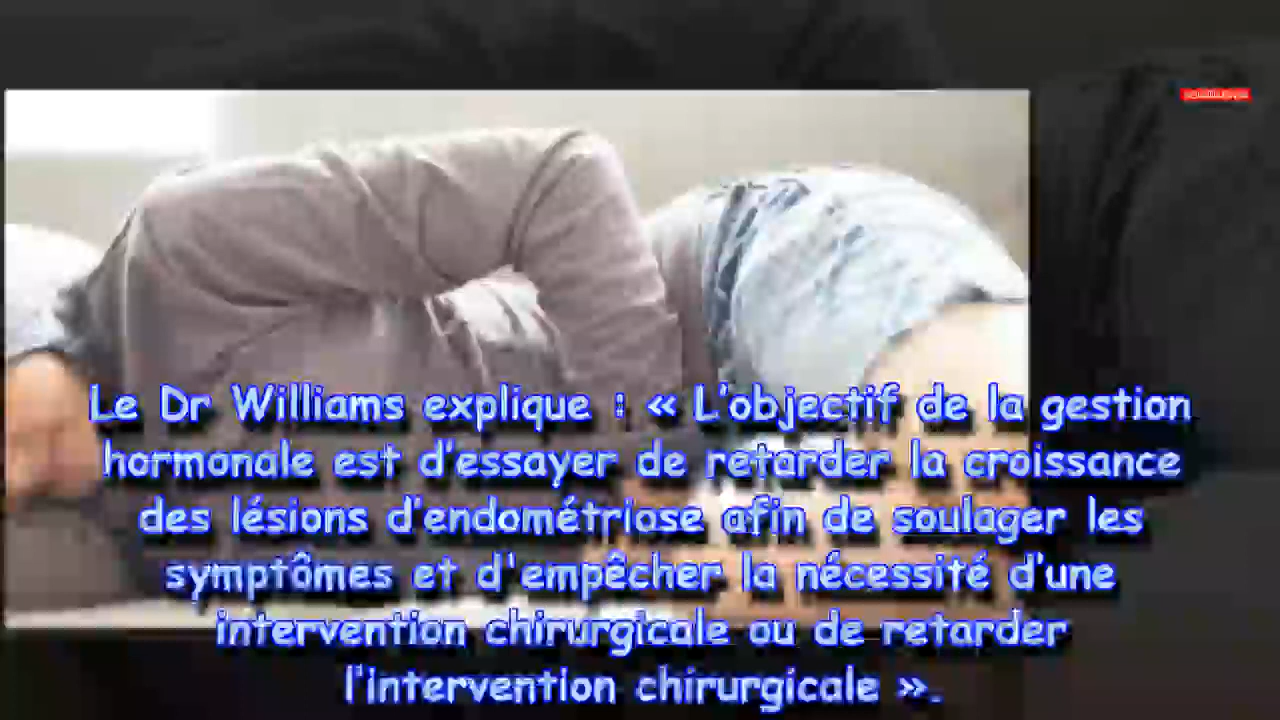 Le Dr Williams explique : « L'objectif de la gestion
hormonale est d'essayer de retarder la croissance
des lésions d'endométriose afin de soulager les
symptômes et d'empêcher la nécessité d'une
intervention chirurgicale ou de retarder
l'intervention chirurgicale ».